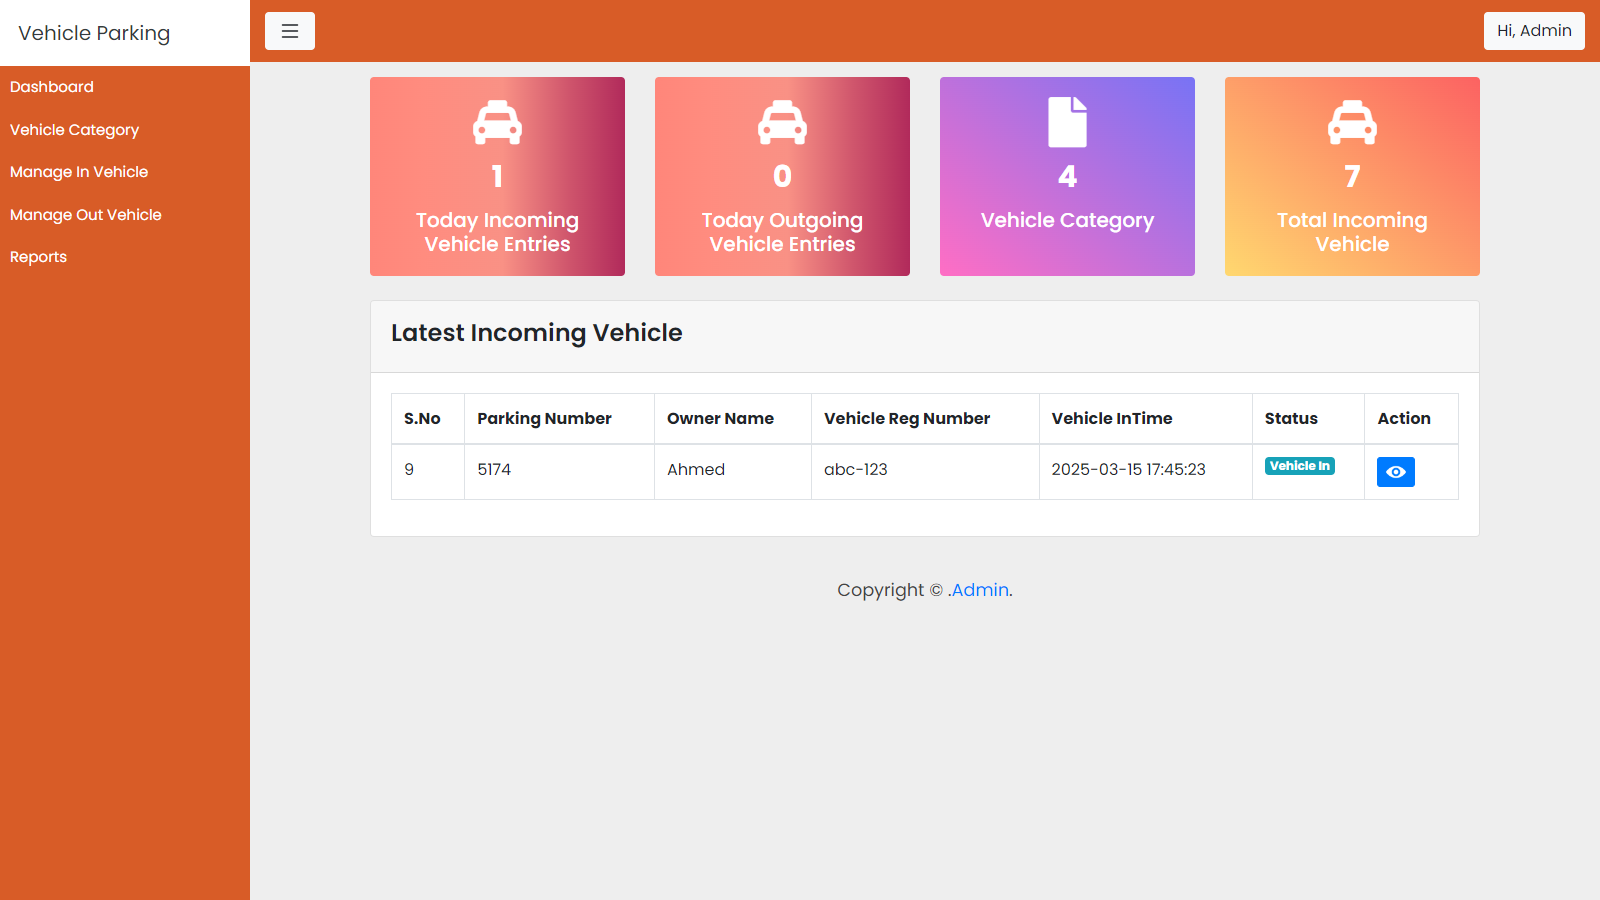 Vehicle Parking
Hi, Admin
Dashboard
Vehicle Category
Manage In Vehicle
Manage Out Vehicle
Reports
1
Today Incoming
Vehicle Entries
0
Today Outgoing
Vehicle Entries
4
Vehicle Category
7
Total Incoming
Vehicle
Latest Incoming Vehicle
S.No Parking Number Owner Name Vehicle Reg Number Vehicle InTime Status Action
9 5174 Ahmed abc-123 2025-03-15 17:45:23 Vehicle In
Copyright © .Admin.